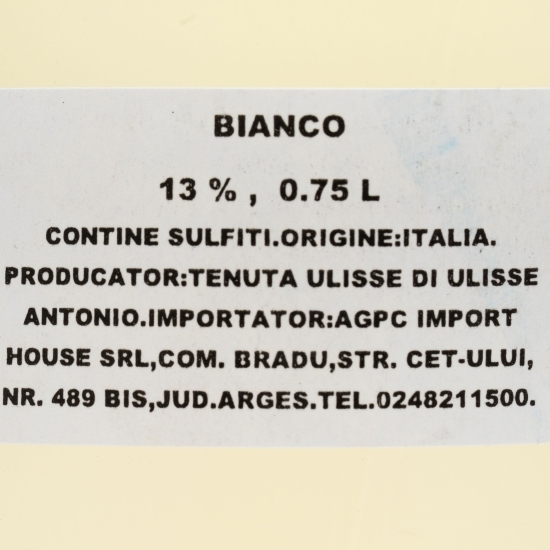 BIANCO
13 % , 0.75 L
CONTINE SULFITI.ORIGINE:ITALIA.
PRODUCATOR:TENUTA ULISSE DI ULISSE
ANTONIO.IMPORTATOR:AGPC IMPORT
HOUSE SRL,COM. BRADU,STR. CET-ULUI,
NR. 489 BIS,JUD.ARGES.TEL.0248211500.